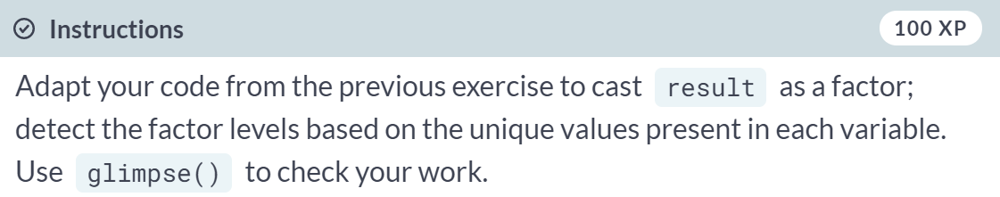 Instructions 100 XP
Adapt your code from the previous exercise to cast result as a factor;
detect the factor levels based on the unique values present in each variable.
Use glimpse() to check your work.